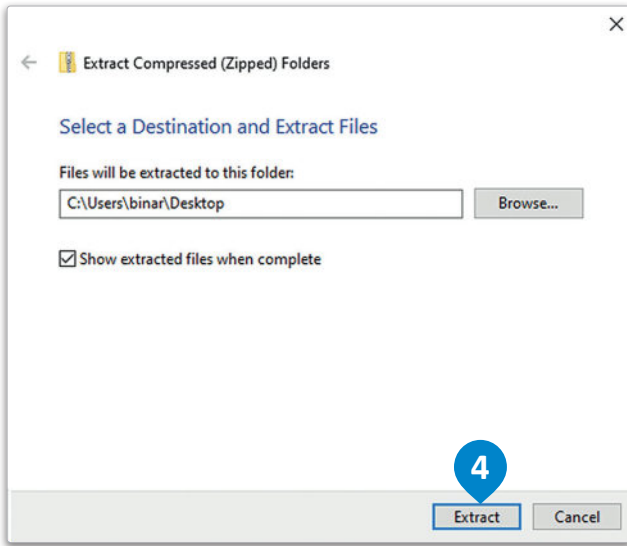 Extract Compressed (Zipped) Folders
Select a Destination and Extract Files
Files will be extracted to this folder:
C:\Users\binar\Desktop
Browse...
Show extracted files when complete
4
Extract
Cancel